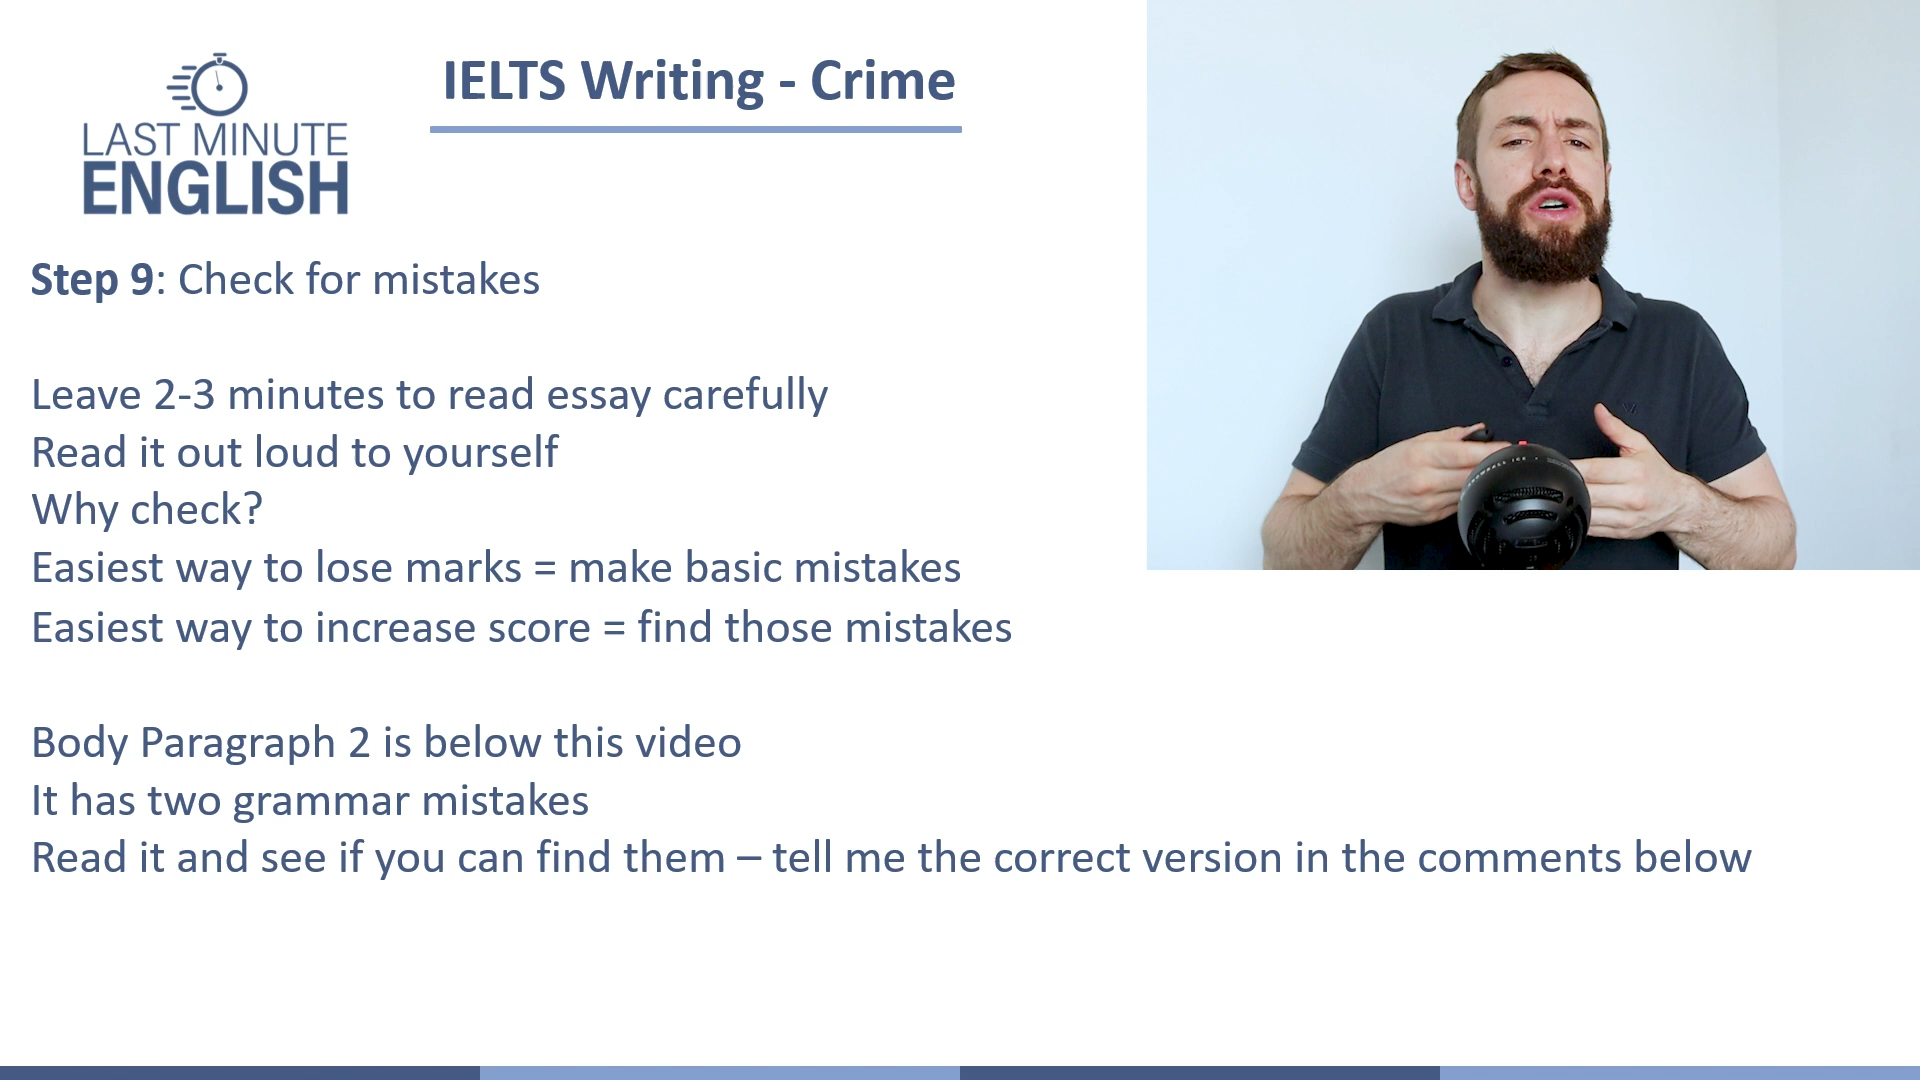 LAST MINUTE
ENGLISH
IELTS Writing - Crime
Step 9: Check for mistakes
Leave 2-3 minutes to read essay carefully
Read it out loud to yourself
Why check?
Easiest way to lose marks = make basic mistakes
Easiest way to increase score = find those mistakes
Body Paragraph 2 is below this video
It has two grammar mistakes
Read it and see if you can find them – tell me the correct version in the comments below